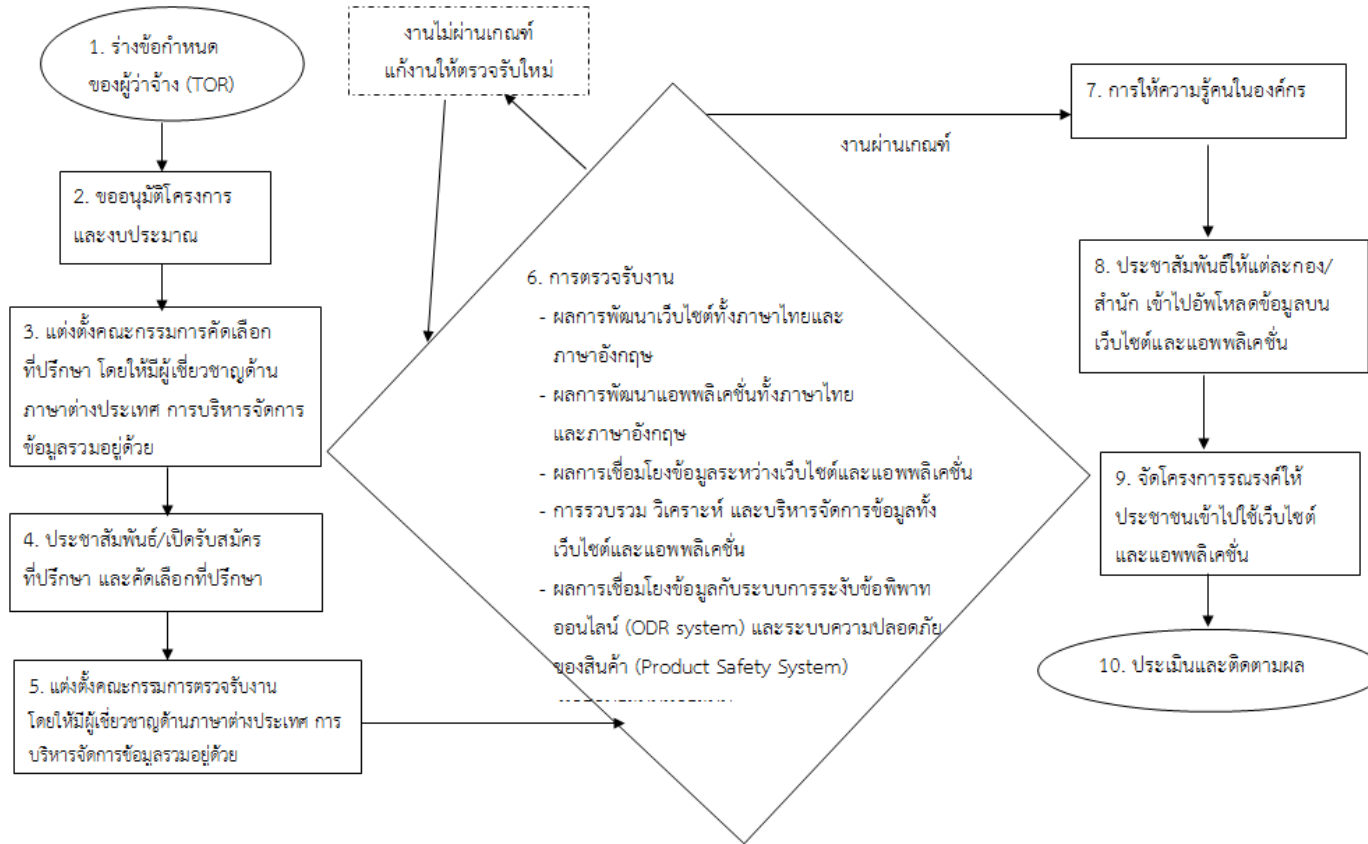 1. ร่างข้อกำหนด
ของผู้ว่าจ้าง (TOR)
2. ขออนุมัติโครงการ
และงบประมาณ
3. แต่งตั้งคณะกรรมการคัดเลือก
ที่ปรึกษา โดยให้มีผู้เชี่ยวชาญด้าน
ภาษาต่างประเทศ การบริหารจัดการ
ข้อมูลรวมอยู่ด้วย
4. ประชาสัมพันธ์/เปิดรับสมัคร
ที่ปรึกษา และคัดเลือกที่ปรึกษา
5. แต่งตั้งคณะกรรมการตรวจรับงาน
โดยให้มีผู้เชี่ยวชาญด้านภาษาต่างประเทศ การ
บริหารจัดการข้อมูลรวมอยู่ด้วย
งานไม่ผ่านเกณฑ์
แก้งานให้ตรวจรับใหม่
6. การตรวจรับงาน
- ผลการพัฒนาเว็บไซต์ทั้งภาษาไทยและ
ภาษาอังกฤษ
- ผลการพัฒนาแอพพลิเคชั่นทั้งภาษาไทย
และภาษาอังกฤษ
- ผลการเชื่อมโยงข้อมูลระหว่างเว็บไซต์และแอพพลิเคชั่น
- การรวบรวม วิเคราะห์ และบริหารจัดการข้อมูลทั้ง
เว็บไซต์และแอพพลิเคชั่น
- ผลการเชื่อมโยงข้อมูลกับระบบการระงับข้อพิพาท
ออนไลน์ (ODR system) และระบบความปลอดภัย
ของสินค้า (Product Safety System)
งานผ่านเกณฑ์
7. การให้ความรู้คนในองค์กร
8. ประชาสัมพันธ์ให้แต่ละกอง/
สำนัก เข้าไปอัพโหลดข้อมูลบน
เว็บไซต์และแอพพลิเคชั่น
9. จัดโครงการรณรงค์ให้
ประชาชนเข้าไปใช้เว็บไซต์
และแอพพลิเคชั่น
10. ประเมินและติดตามผล